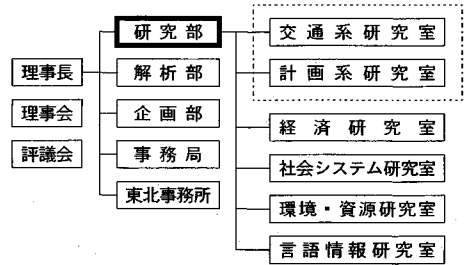 理事長
理事会
評議会
研究部
解析部
企画部
事務局
東北事務所
交通系研究室
計画系研究室
経済研究室
社会システム研究室
環境・資源研究室
言語情報研究室